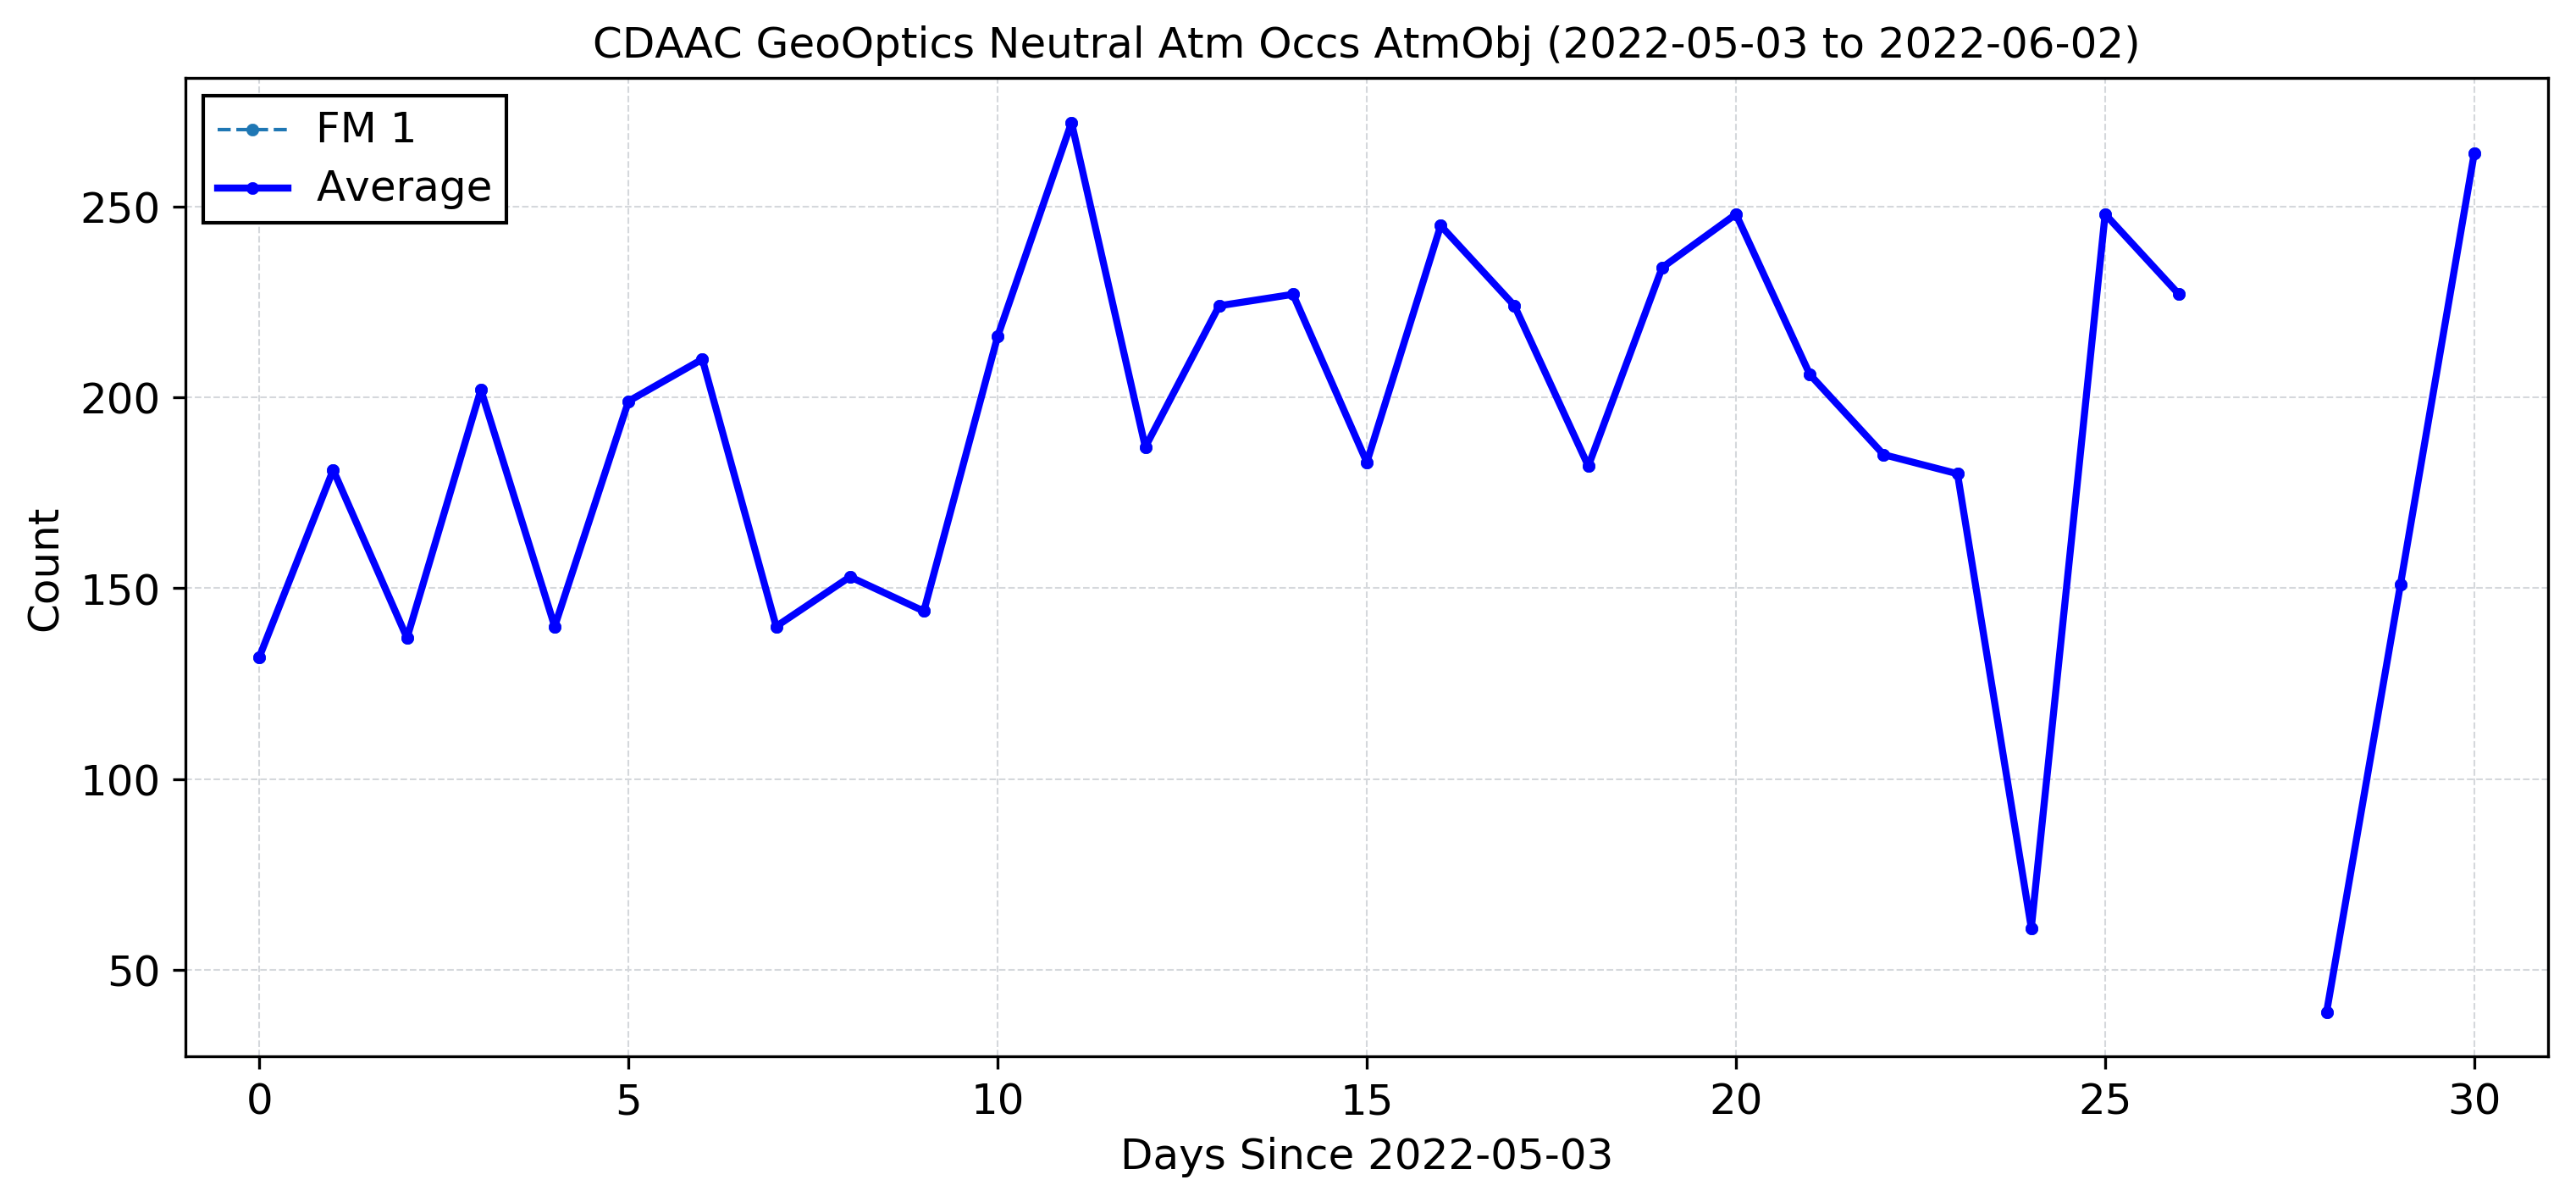 CDAAC GeoOptics Neutral Atm Occs AtmObj (2022-05-03 to 2022-06-02)
FM 1
Average
Count
250
200
150
100
50
0 5 10 15 20 25 30
Days Since 2022-05-03